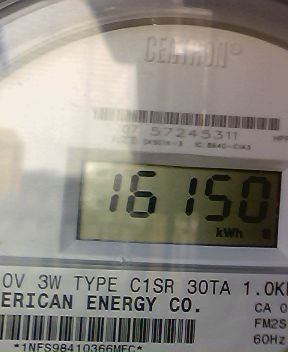 CENTRON®
07 57245311
16150
kWh
0V 3W TYPE C1SR 30TA 1.0K
ERICAN ENERGY CO.
CA 0
FM2S
60Hz
*1NFS98410366MEC*